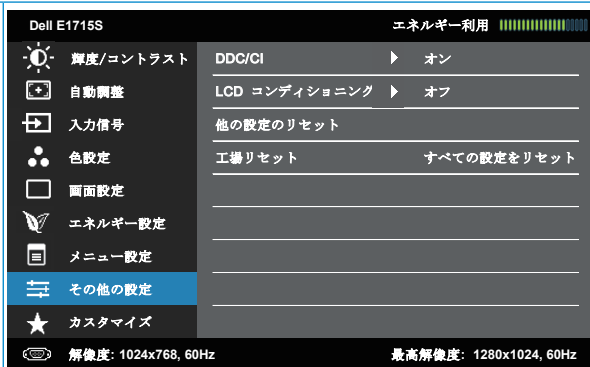 Dell E1715S エネルギー利用
輝度/コントラスト DDC/CI オン
自動調整 LCD コンディショニング オフ
入力信号 他の設定のリセット
色設定 工場リセット すべての設定をリセット
画面設定
エネルギー設定
メニュー設定
その他の設定
カスタマイズ
解像度: 1024x768, 60Hz 最高解像度: 1280x1024, 60Hz